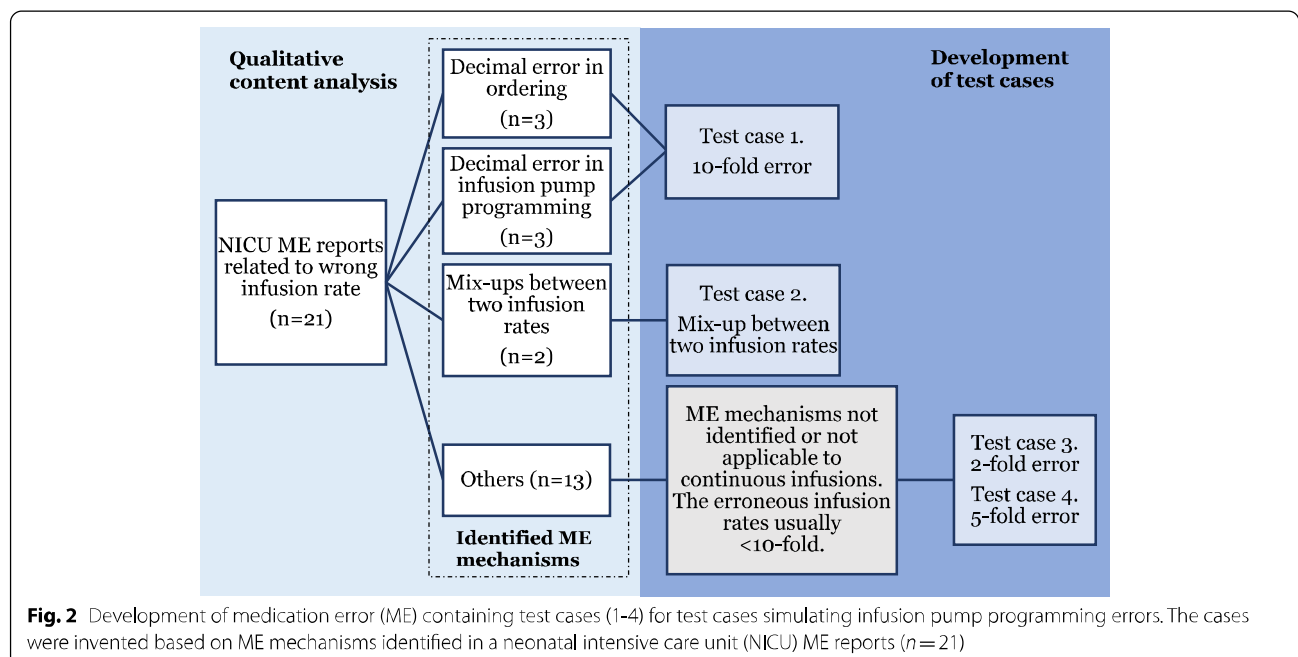 Qualitative
content analysis
Development
of test cases
NICU ME reports
related to wrong
infusion rate
(n=21)
Decimal error in
ordering
(n=3)
Decimal error in
infusion pump
programming
(n=3)
Mix-ups between
two infusion
rates
(n=2)
Others (n=13)
Identified ME
mechanisms
Test case 1.
10-fold error
Test case 2.
Mix-up between
two infusion rates
ME mechanisms not
identified or not
applicable to
continuous infusions.
The erroneous infusion
rates usually
<10-fold.
Test case 3.
2-fold error
Test case 4.
5-fold error
Fig. 2 Development of medication error (ME) containing test cases (1-4) for test cases simulating infusion pump programming errors. The cases
were invented based on ME mechanisms identified in a neonatal intensive care unit (NICU) ME reports (n = 21)